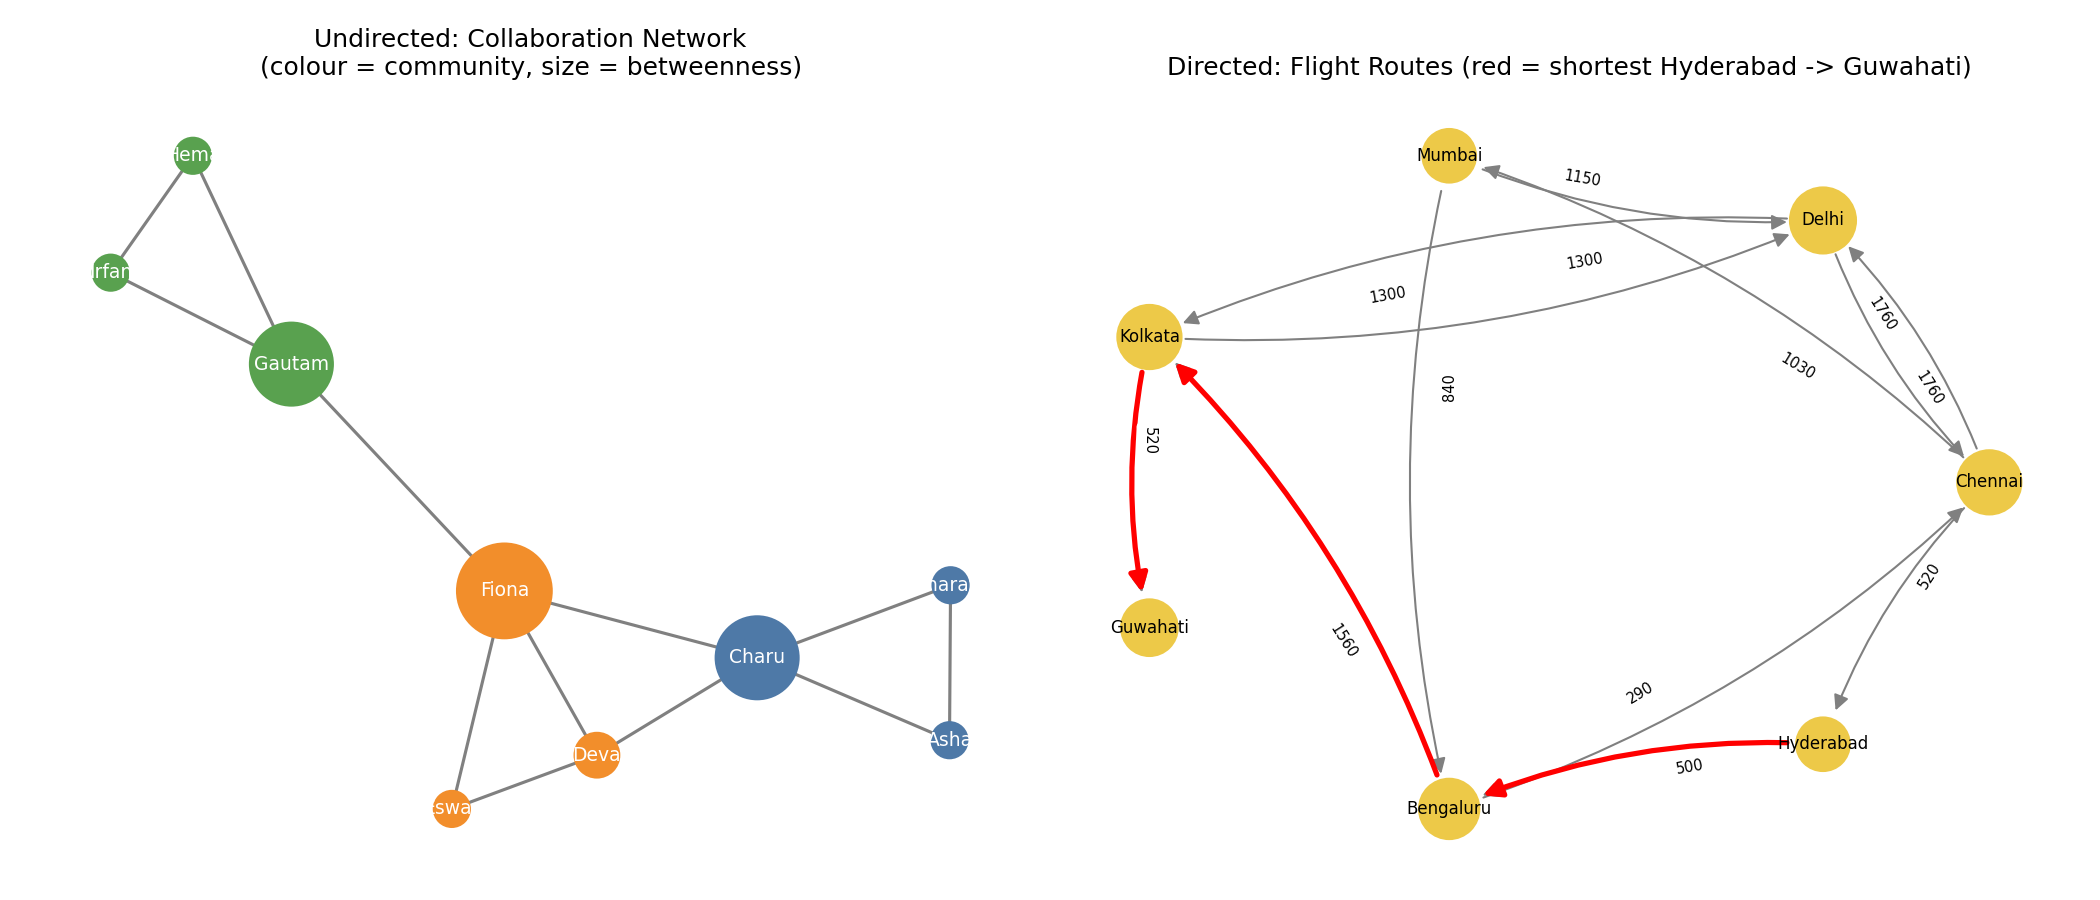 Undirected: Collaboration Network
(colour = community, size = betweenness)
Hema
Irfan
Gautam
Fiona
Charu
Asha
Deva
Directed: Flight Routes (red = shortest Hyderabad -> Guwahati)
Mumbai
1150
Delhi
1300
1300
Kolkata
1760
1030
1760
840
520
Chennai
520
Guwahati
1560
290
Hyderabad
500
Bengaluru